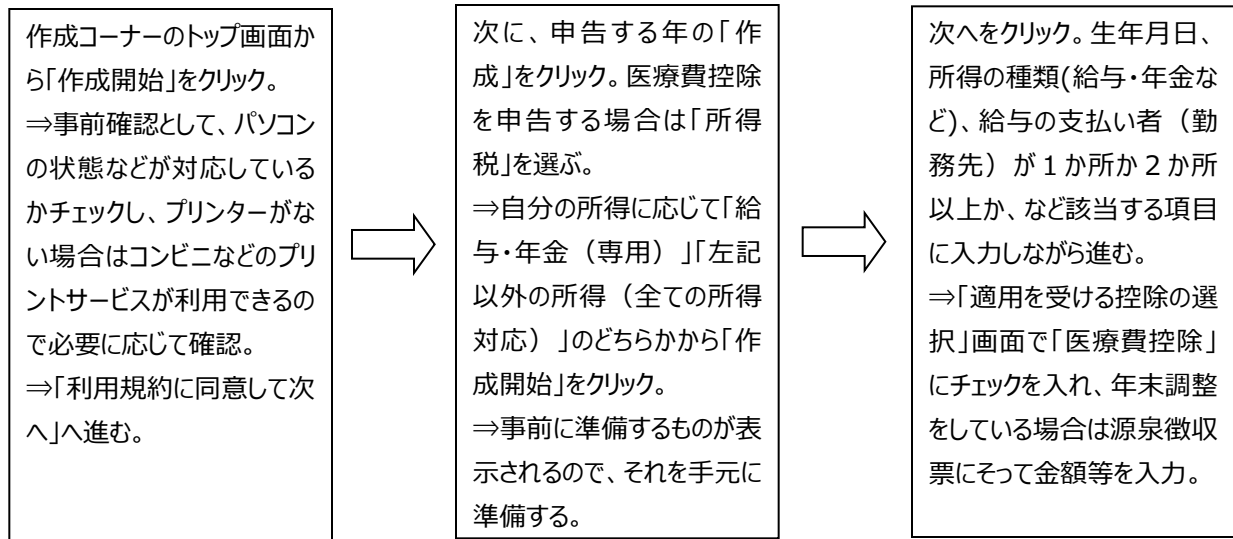 作成コーナーのトップ画面か
ら「作成開始」をクリック。
⇒事前確認として、パソコン
の状態などが対応している
かチェックし、プリンターがな
い場合はコンビニなどのプリ
ントサービスが利用できるの
で必要に応じて確認。
⇒「利用規約に同意して次
へ」へ進む。
次に、申告する年の「作
成」をクリック。医療費控除
を申告する場合は「所得
税」を選ぶ。
⇒自分の所得に応じて「給
与・年金（専用）」「左記
以外の所得（全ての所得
対応）」のどちらかから「作
成開始」をクリック。
⇒事前に準備するものが表
示されるので、それを手元に
準備する。
次へをクリック。生年月日、
所得の種類(給与・年金な
ど)、給与の支払い者（勤
務先）が１か所か２か所
以上か、など該当する項目
に入力しながら進む。
⇒「適用を受ける控除の選
択」画面で「医療費控除」
にチェックを入れ、年末調整
をしている場合は源泉徴収
票にそって金額等を入力。